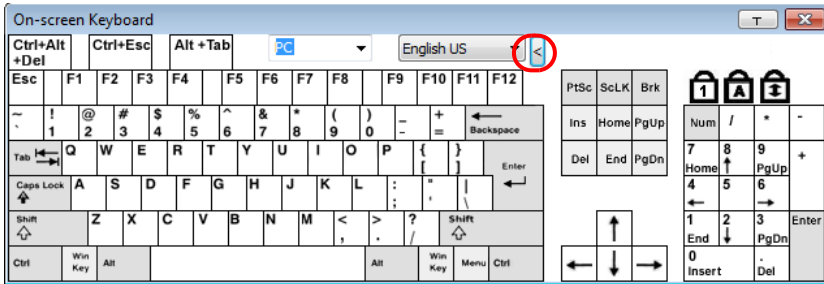 On-screen Keyboard T
Ctrl+Alt +Del Ctrl+Esc Alt +Tab PC English US <
Esc F1 F2 F3 F4 F5 F6 F7 F8 F9 F10 F11 F12 PtSc ScLK Brk 1 A
~ ` ! 1 @ 2 # 3 $ 4 % 5 ^ 6 & 7 * 8 ( 9 ) 0 _ - + = Backspace Ins Home PgUp Num / * -
Tab Q W E R T Y U I O P { [ } ] Enter Del End PgDn 7 Home 8 9 PgUp +
Caps Lock A S D F G H J K L : ; " ' | \ 4 5 6
Shift Z X C V B N M < , > . ? / Shift 1 End 2 3 PgDn Enter
Ctrl Win Key Alt Alt Win Key Menu Ctrl 0 Insert . Del